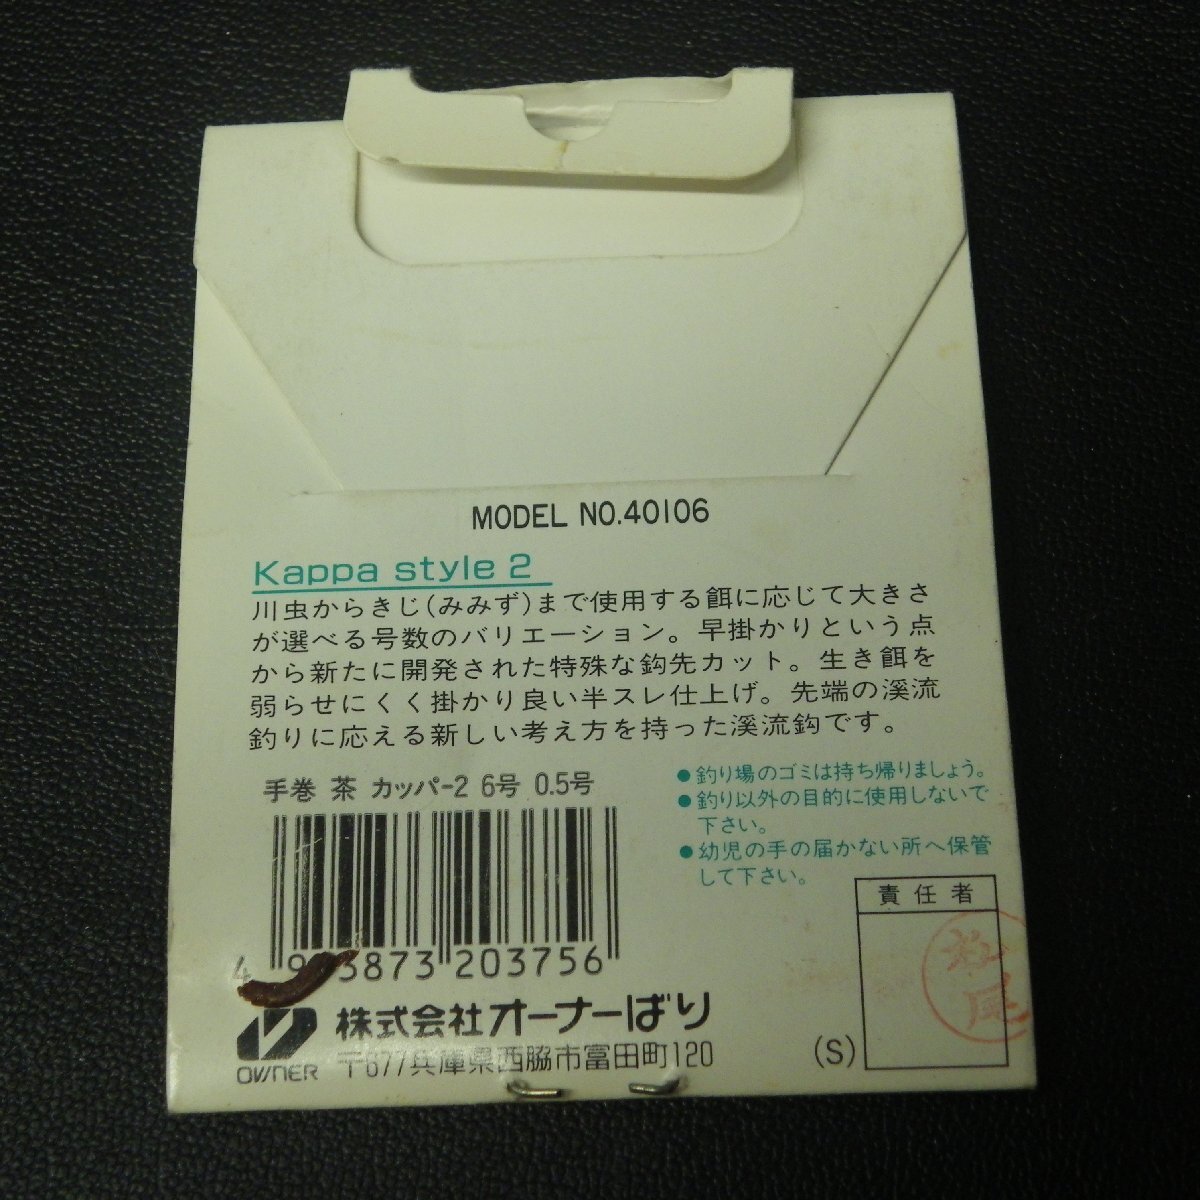 MODEL NO.40106
Kappa style 2
川虫からきじ(みみず)まで使用する餌に応じて大きさ
が選べる号数のバリエーション。早掛かりという点
から新たに開発された特殊な鈎先カット。生き餌を
弱らせにくく掛かり良い半スレ仕上げ。先端の渓流
釣りに応える新しい考え方を持った渓流鈎です。
手巻 茶 カッパ-2 6号 0.5号
●釣り場のゴミは持ち帰りましょう。
●釣り以外の目的に使用しないで
下さい。
●幼児の手の届かない所へ保管
して下さい。
責任者
松尾
4 9 3873 203756
OWNER
株式会社オーナーばり
〒677兵庫県西脇市富田町120
(S)